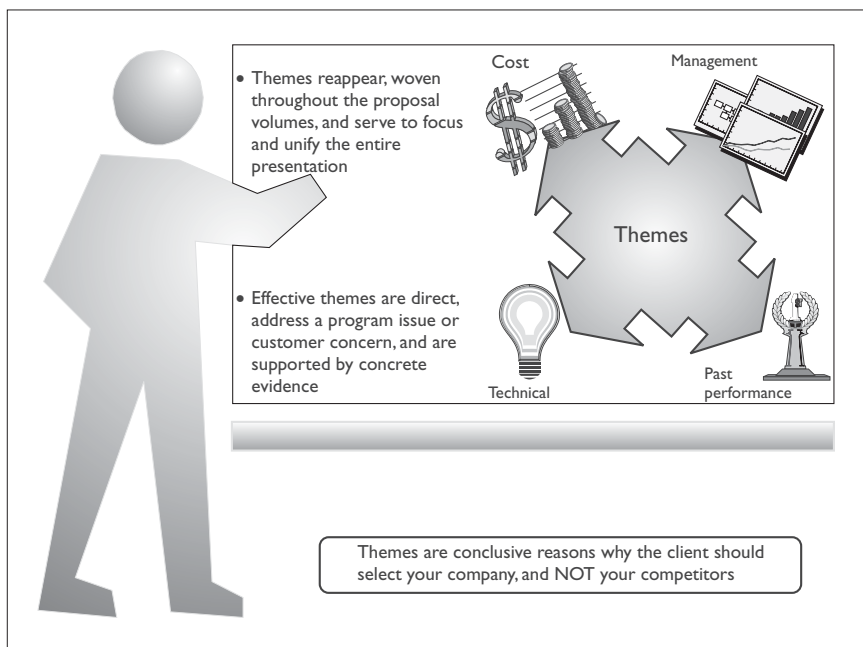 • Themes reappear, woven
throughout the proposal
volumes, and serve to focus
and unify the entire
presentation
• Effective themes are direct,
address a program issue or
customer concern, and are
supported by concrete
evidence
Cost
Management
Themes
Technical
Past
performance
Themes are conclusive reasons why the client should
select your company, and NOT your competitors